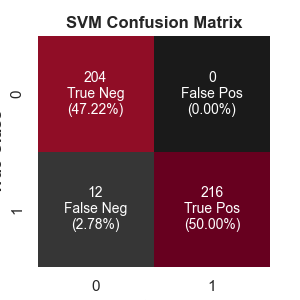 SVM Confusion Matrix
0
204
True Neg
(47.22%)
0
False Pos
(0.00%)
1
12
False Neg
(2.78%)
216
True Pos
(50.00%)
0
1